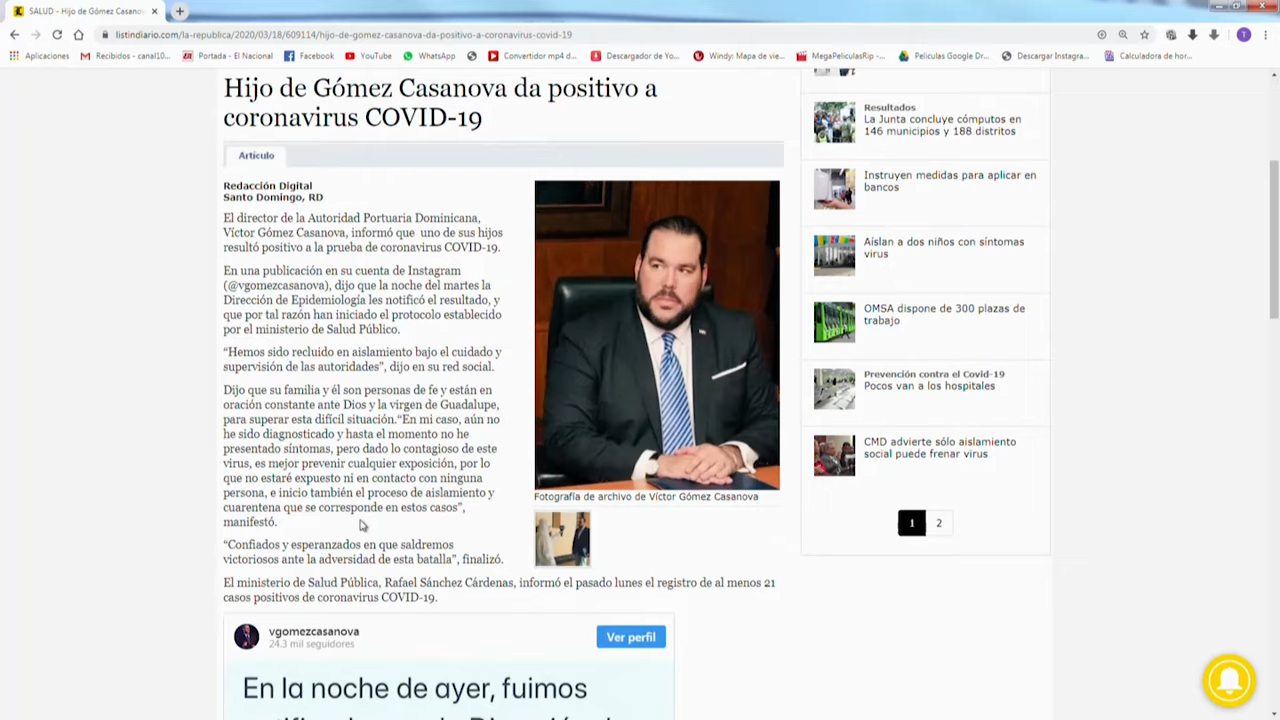 SALUD - Hijo de Gómez Casano
listindiario.com/la-republica/2020/03/18/609114/hijo-de-gomez-casanova-da-positivo-a-coronavirus-covid-19
T
Aplicaciones
Recibidos - canal10...
Portada - El Nacional
Facebook
YouTube
WhatsApp
Convertidor mp4 d...
Descargador de Yo...
Windy: Mapa de vie...
MegaPeliculasRip -...
Peliculas Google Dr...
Descargar Instagra...
Calculadora de hor...
Hijo de Gómez Casanova da positivo a
coronavirus COVID-19
Artículo
Redacción Digital
Santo Domingo, RD
El director de la Autoridad Portuaria Dominicana,
Víctor Gómez Casanova, informó que uno de sus hijos
resultó positivo a la prueba de coronavirus COVID-19.
En una publicación en su cuenta de Instagram
(@vgomezcasanova), dijo que la noche del martes la
Dirección de Epidemiología les notificó el resultado, y
que por tal razón han iniciado el protocolo establecido
por el ministerio de Salud Público.
“Hemos sido recluido en aislamiento bajo el cuidado y
supervisión de las autoridades”, dijo en su red social.
Dijo que su familia y él son personas de fe y están en
oración constante ante Dios y la virgen de Guadalupe,
para superar esta difícil situación.“En mi caso, aún no
he sido diagnosticado y hasta el momento no he
presentado síntomas, pero dado lo contagioso de este
virus, es mejor prevenir cualquier exposición, por lo
que no estaré expuesto ni en contacto con ninguna
persona, e inicio también el proceso de aislamiento y
cuarentena que se corresponde en estos casos”,
manifestó.
“Confiados y esperanzados en que saldremos
victoriosos ante la adversidad de esta batalla”, finalizó.
El ministerio de Salud Pública, Rafael Sánchez Cárdenas, informó el pasado lunes el registro de al menos 21
casos positivos de coronavirus COVID-19.
Fotografía de archivo de Víctor Gómez Casanova
vgomezcasanova
24.3 mil seguidores
Ver perfil
En la noche de ayer, fuimos
Resultados
La Junta concluye cómputos en
146 municipios y 188 distritos
Instruyen medidas para aplicar en
bancos
Aislan a dos niños con síntomas
virus
OMSA dispone de 300 plazas de
trabajo
Prevención contra el Covid-19
Pocos van a los hospitales
CMD advierte sólo aislamiento
social puede frenar virus
1
2